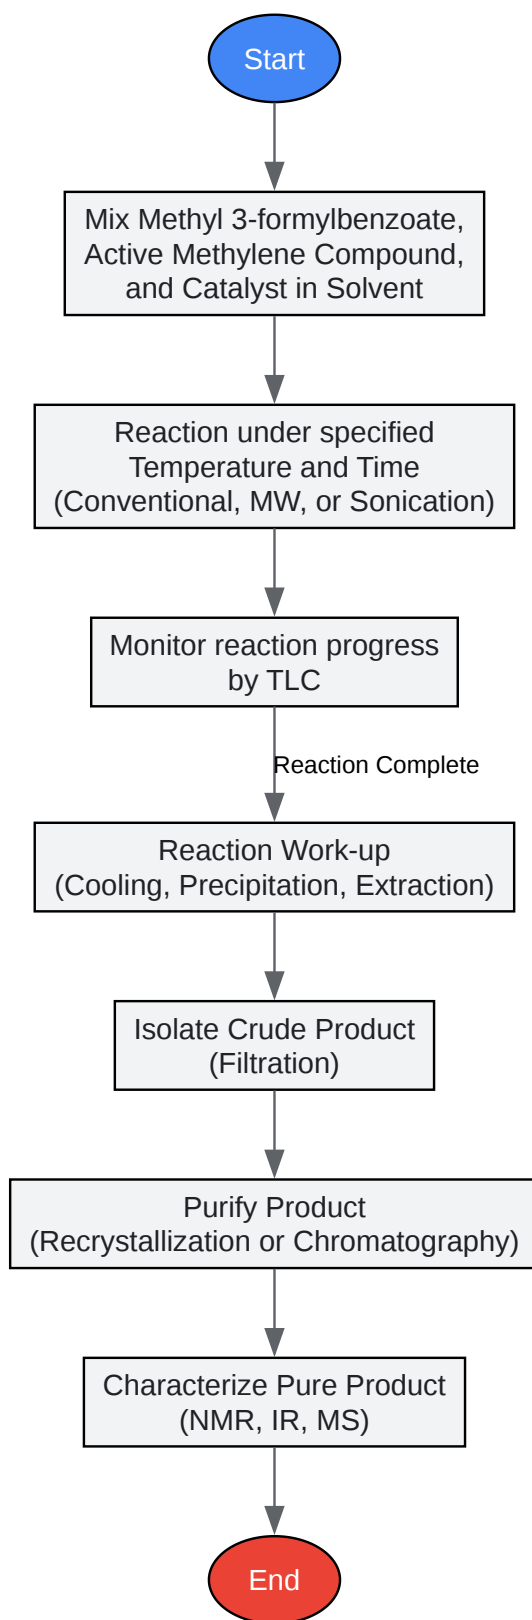 Start
Mix Methyl 3-formylbenzoate,
Active Methylene Compound,
and Catalyst in Solvent
Reaction under specified
Temperature and Time
(Conventional, MW, or Sonication)
Monitor reaction progress
by TLC
Reaction Complete
Reaction Work-up
(Cooling, Precipitation, Extraction)
Isolate Crude Product
(Filtration)
Purify Product
(Recrystallization or Chromatography)
Characterize Pure Product
(NMR, IR, MS)
End